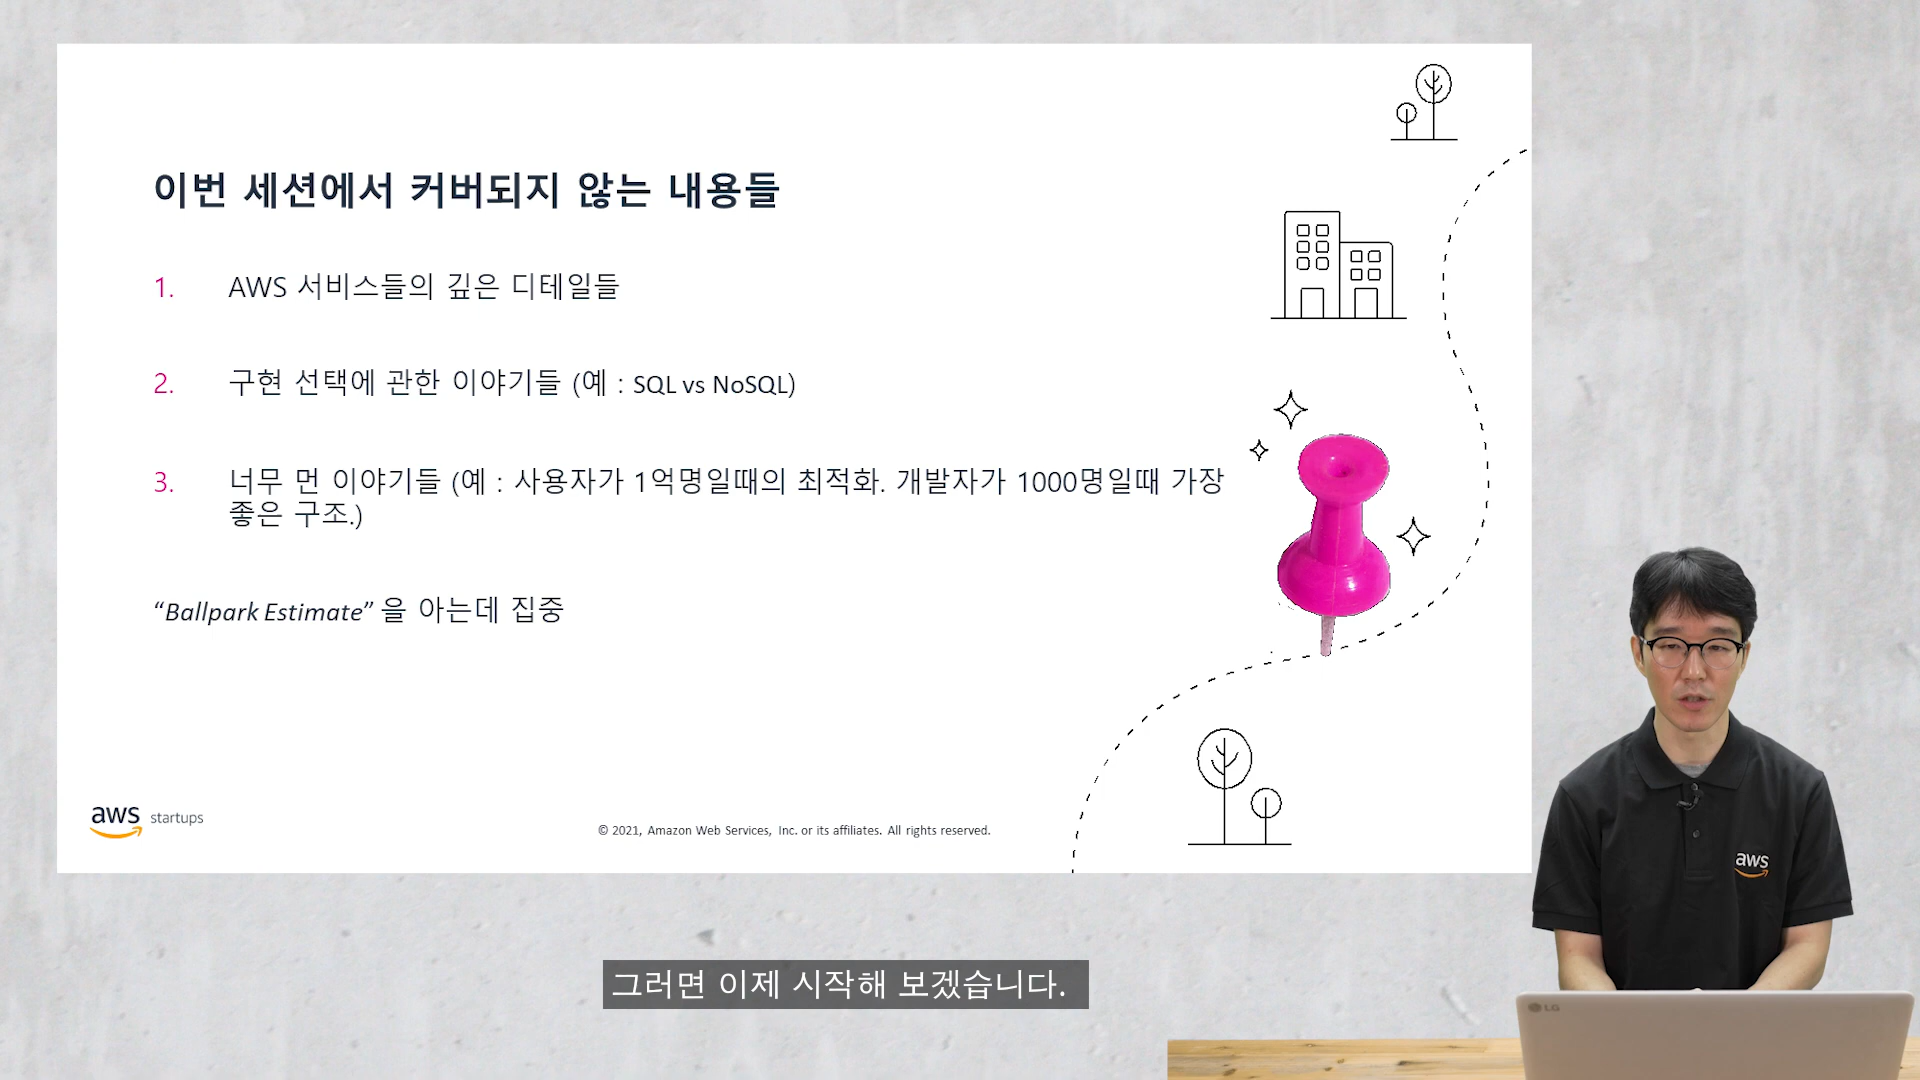 이번 세션에서 커버되지 않는 내용들
1. AWS 서비스들의 깊은 디테일들
2. 구현 선택에 관한 이야기들 (예 : SQL vs NoSQL)
3. 너무 먼 이야기들 (예 : 사용자가 1억명일때의 최적화. 개발자가 1000명일때 가장
좋은 구조.)
“Ballpark Estimate” 을 아는데 집중
aws startups
© 2021, Amazon Web Services, Inc. or its affiliates. All rights reserved.
aws
LG
그러면 이제 시작해 보겠습니다.